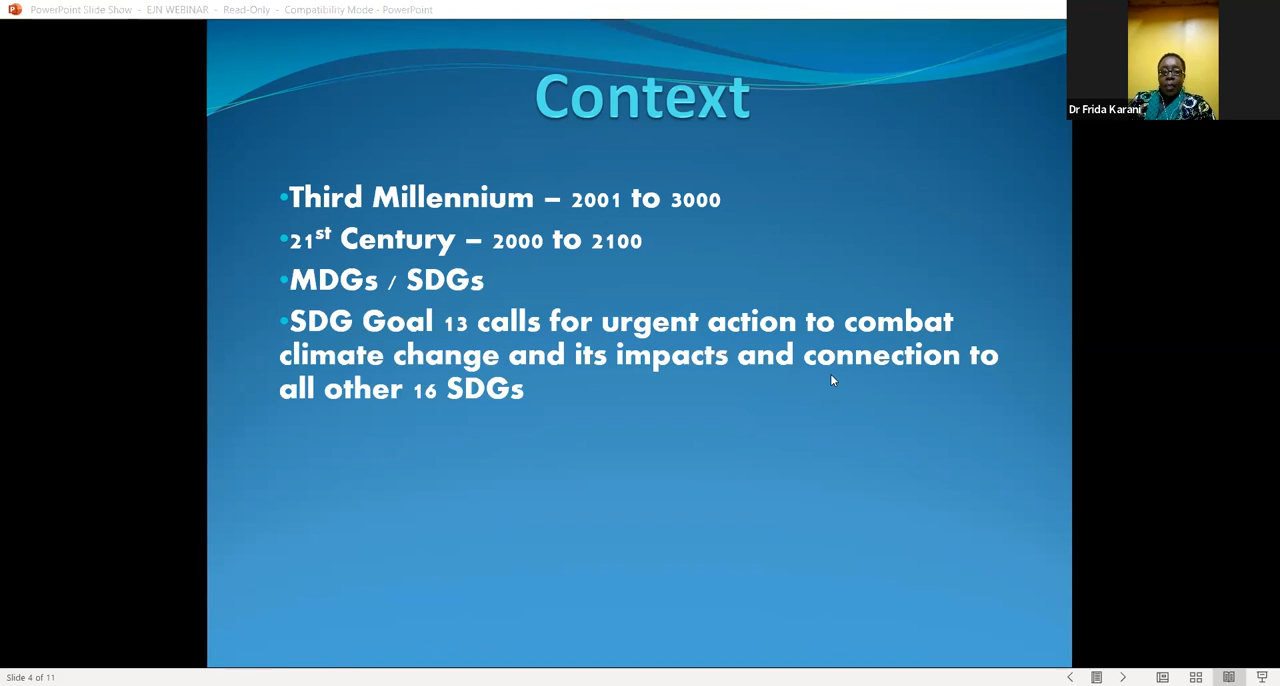 PowerPoint Slide Show - EJN WEBINAR - Read-Only - Compatibility Mode - PowerPoint
Dr Frida Karani
Context
•Third Millennium – 2001 to 3000
•21st Century – 2000 to 2100
•MDGs / SDGs
•SDG Goal 13 calls for urgent action to combat
climate change and its impacts and connection to
all other 16 SDGs
Slide 4 of 11